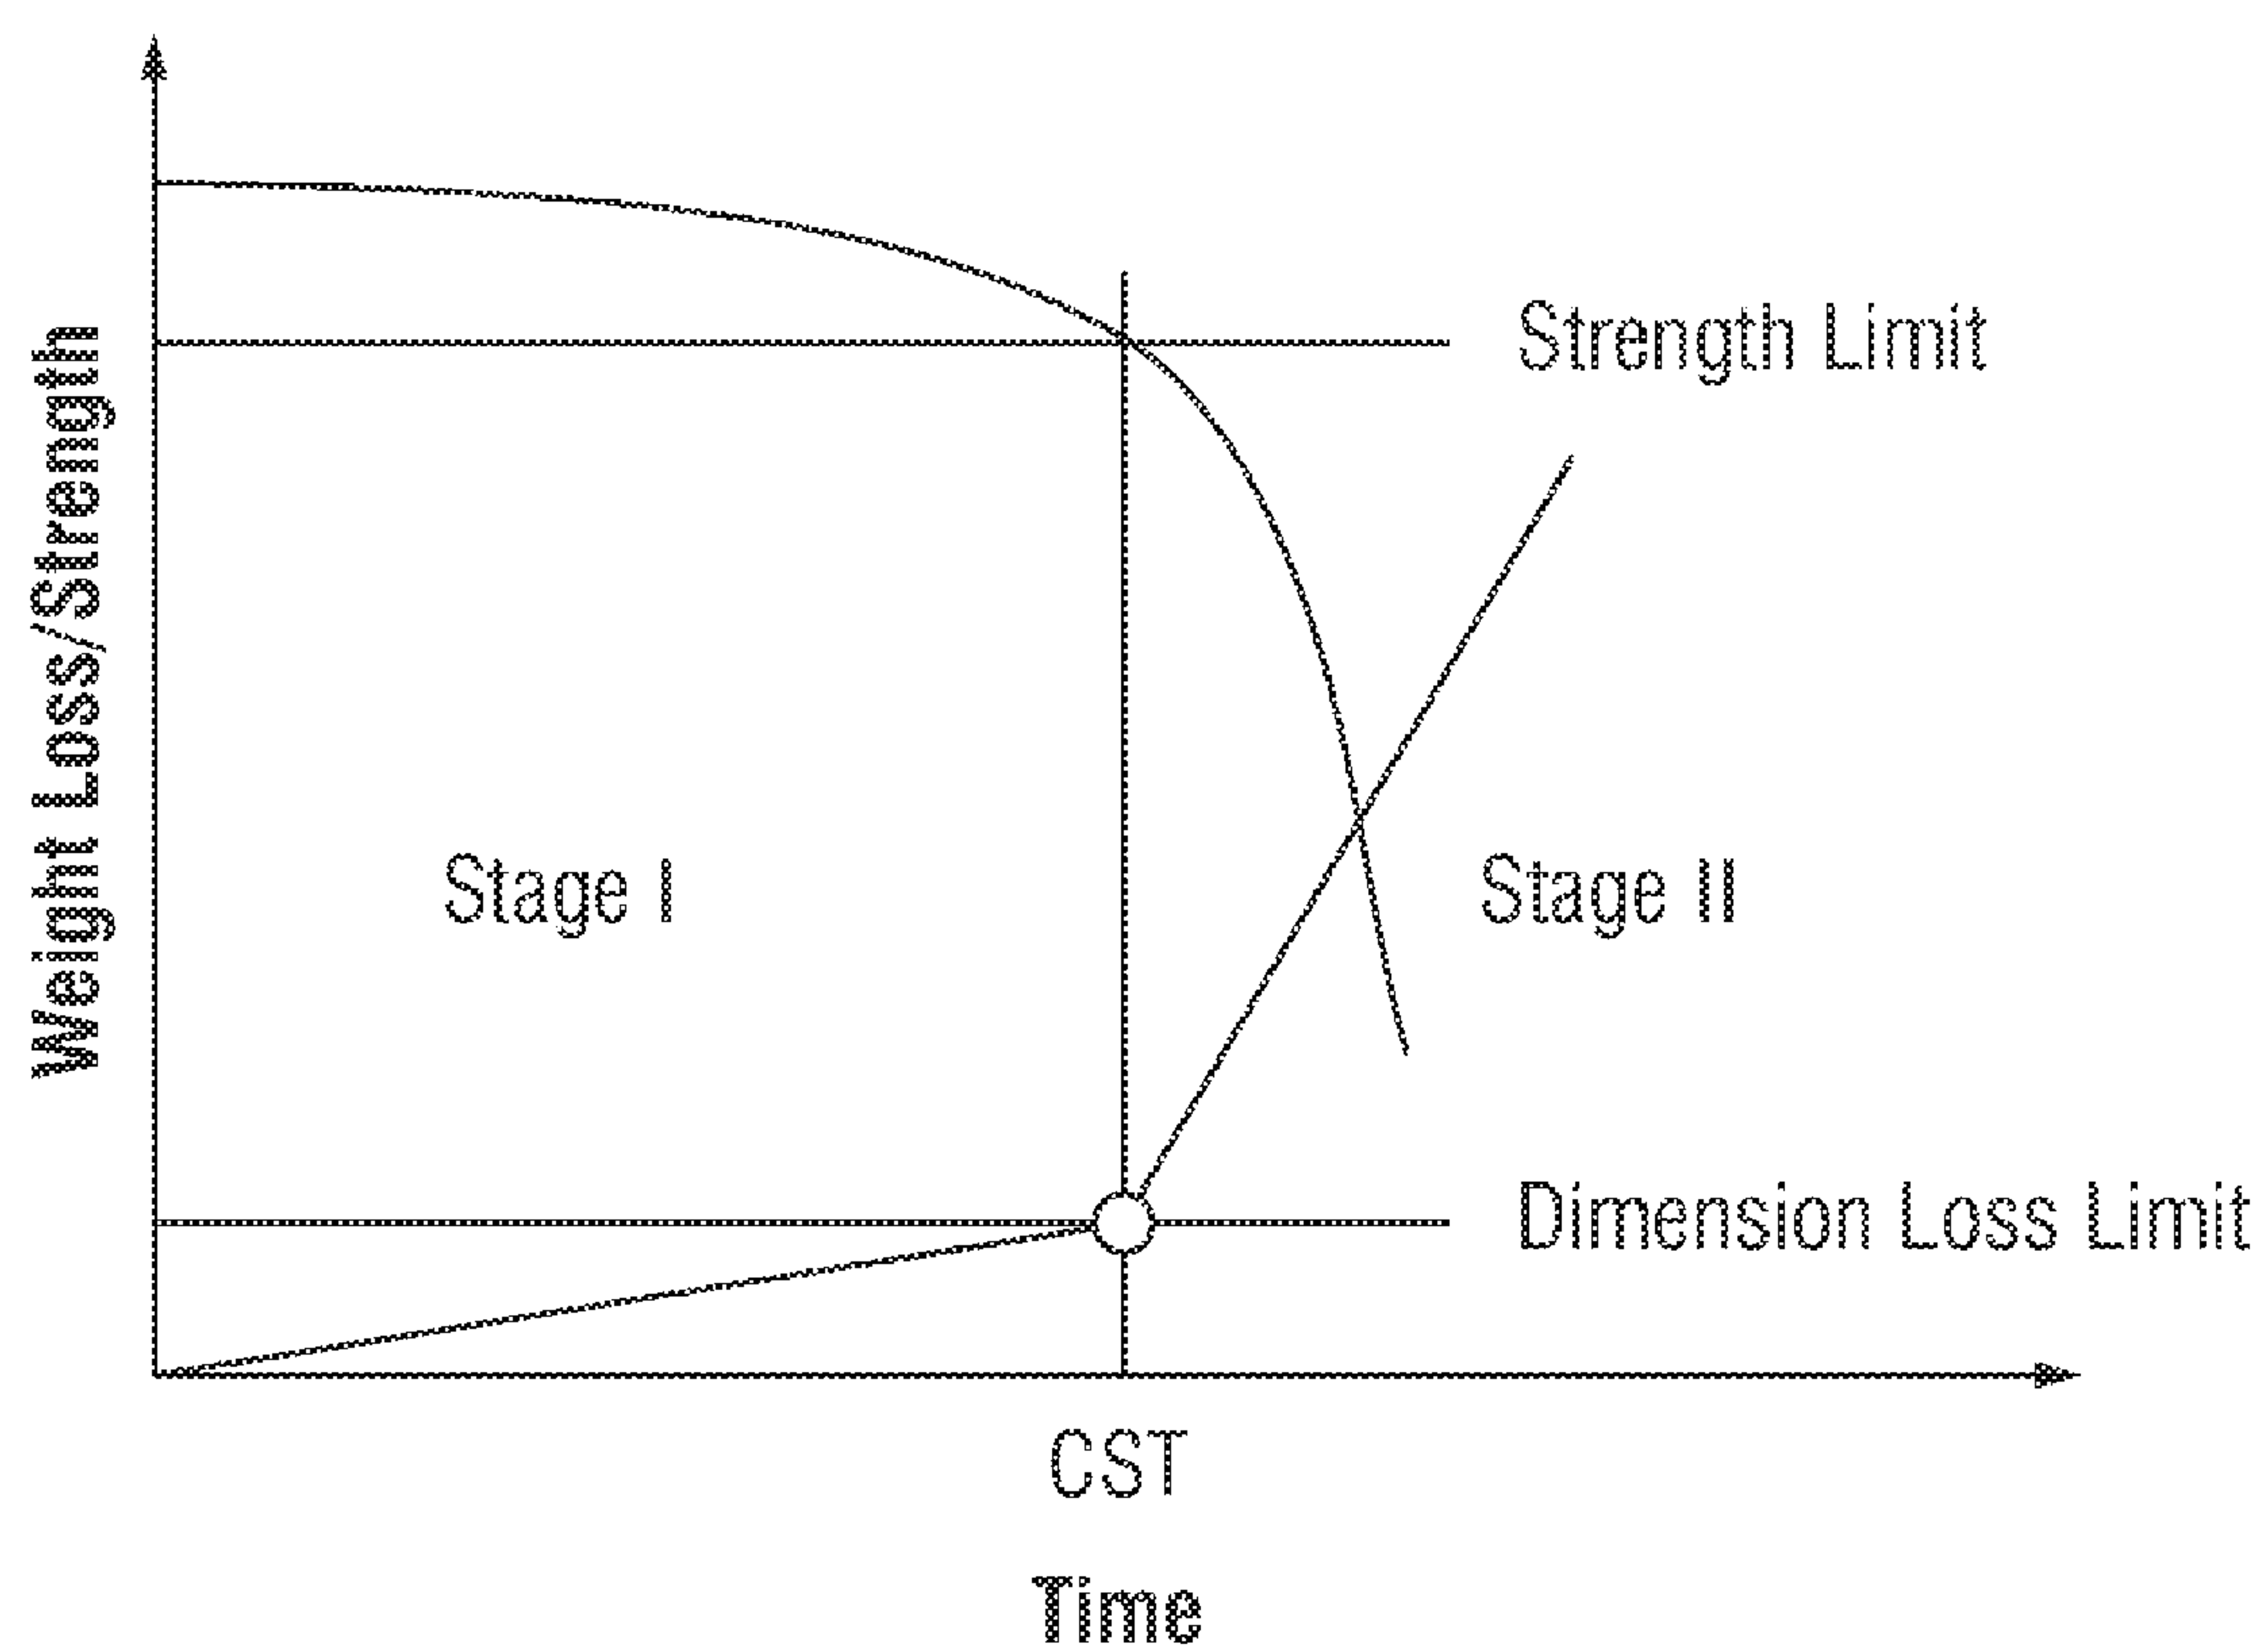 Weight Loss/Strength
Strength Limit
Stage I
Stage II
Dimension Loss Limit
CST
Time